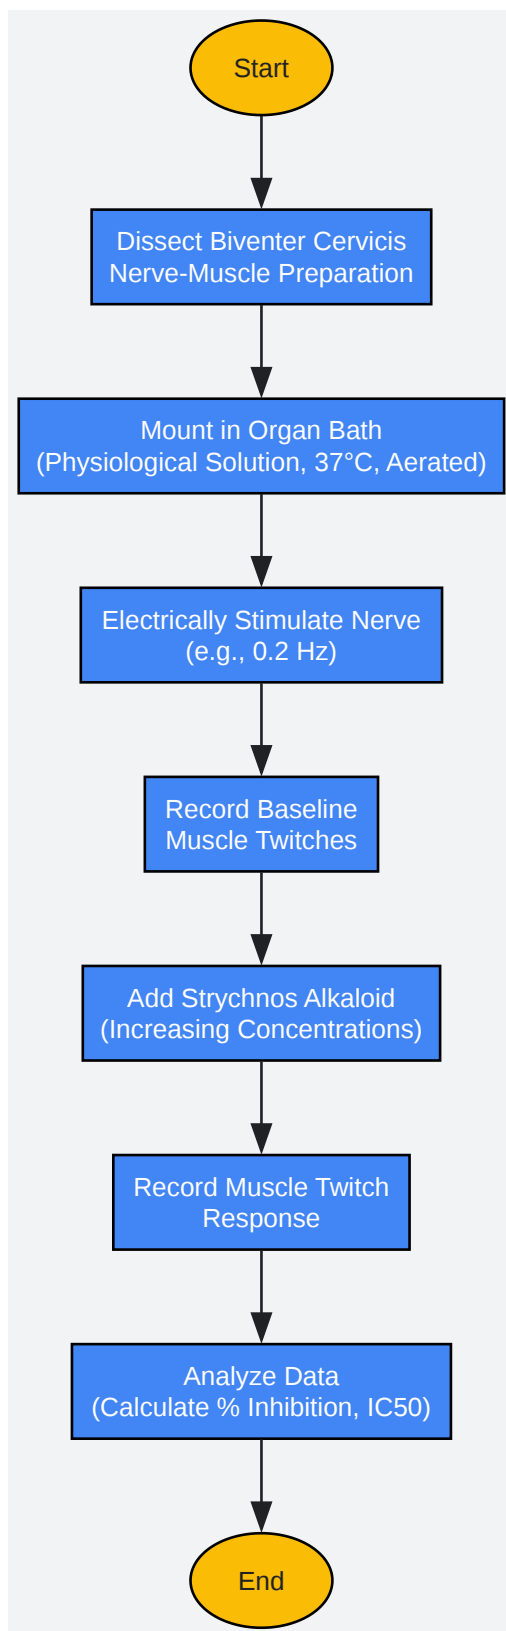 Start
Dissect Biventer Cervicis
Nerve-Muscle Preparation
Mount in Organ Bath
(Physiological Solution, 37°C, Aerated)
Electrically Stimulate Nerve
(e.g., 0.2 Hz)
Record Baseline
Muscle Twitches
Add Strychnos Alkaloid
(Increasing Concentrations)
Record Muscle Twitch
Response
Analyze Data
(Calculate % Inhibition, IC50)
End